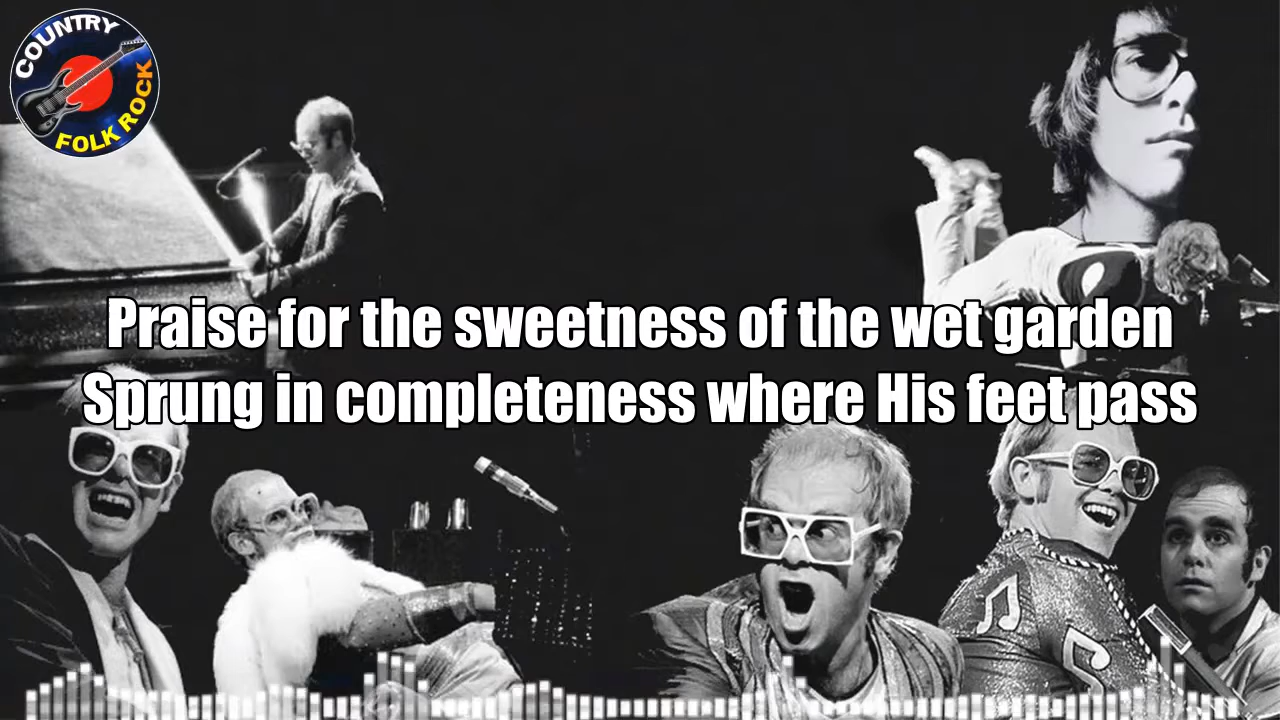 COUNTRY
FOLK ROCK
Praise for the sweetness of the wet garden
Sprung in completeness where His feet pass